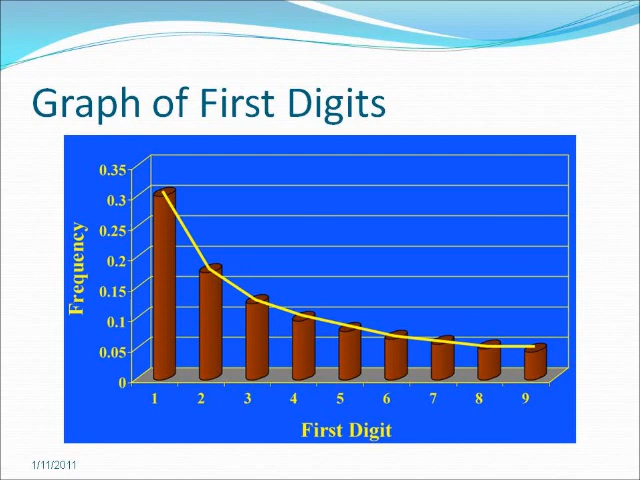 Graph of First Digits
0.35
0.3
0.25
0.2
0.15
0.1
0.05
0
Frequency
1 2 3 4 5 6 7 8 9
First Digit
1/11/2011